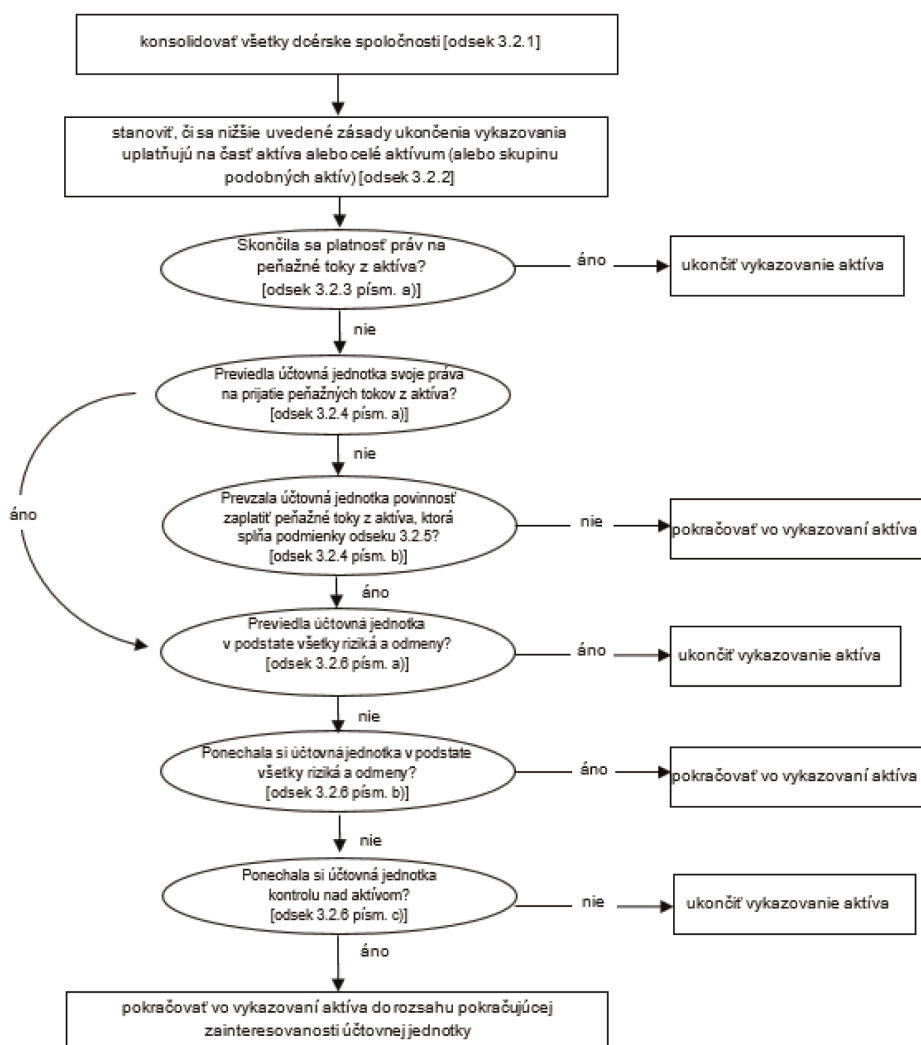 konsolidovať všetky dcérske spoločnosti [odsek 3.2.1]
stanoviť, či sa nižšie uvedené zásady ukončenia vykazovania
uplatňujú na časť aktíva alebo celé aktívum (alebo skupinu
podobných aktív) [odsek 3.2.2]
Skončila sa platnosť práv na
peňažné toky z aktíva?
[odsek 3.2.3 písm. a)]
áno
ukončiť vykazovanie aktíva
nie
Previedla účtovná jednotka svoje práva
na prijatie peňažných tokov z aktíva?
[odsek 3.2.4 písm. a)]
nie
áno
Prevzala účtovná jednotka povinnosť
zaplatiť peňažné toky z aktíva, ktorá
spĺňa podmienky odseku 3.2.5?
[odsek 3.2.4 písm. b)]
nie
pokračovať vo vykazovaní aktíva
áno
Previedla účtovná jednotka
v podstate všetky riziká a odmeny?
[odsek 3.2.6 písm. a)]
áno
ukončiť vykazovanie aktíva
nie
Ponechala si účtovná jednotka v podstate
všetky riziká a odmeny?
[odsek 3.2.6 písm. b)]
áno
pokračovať vo vykazovaní aktíva
nie
Ponechala si účtovná jednotka
kontrolu nad aktívom?
[odsek 3.2.6 písm. c)]
nie
ukončiť vykazovanie aktíva
áno
pokračovať vo vykazovaní aktíva do rozsahu pokračujúcej
zainteresovanosti účtovnej jednotky